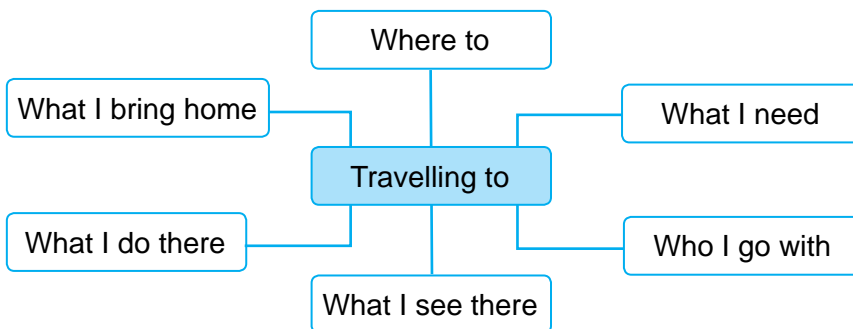 Where to
What I bring home
What I need
Travelling to
What I do there
Who I go with
What I see there